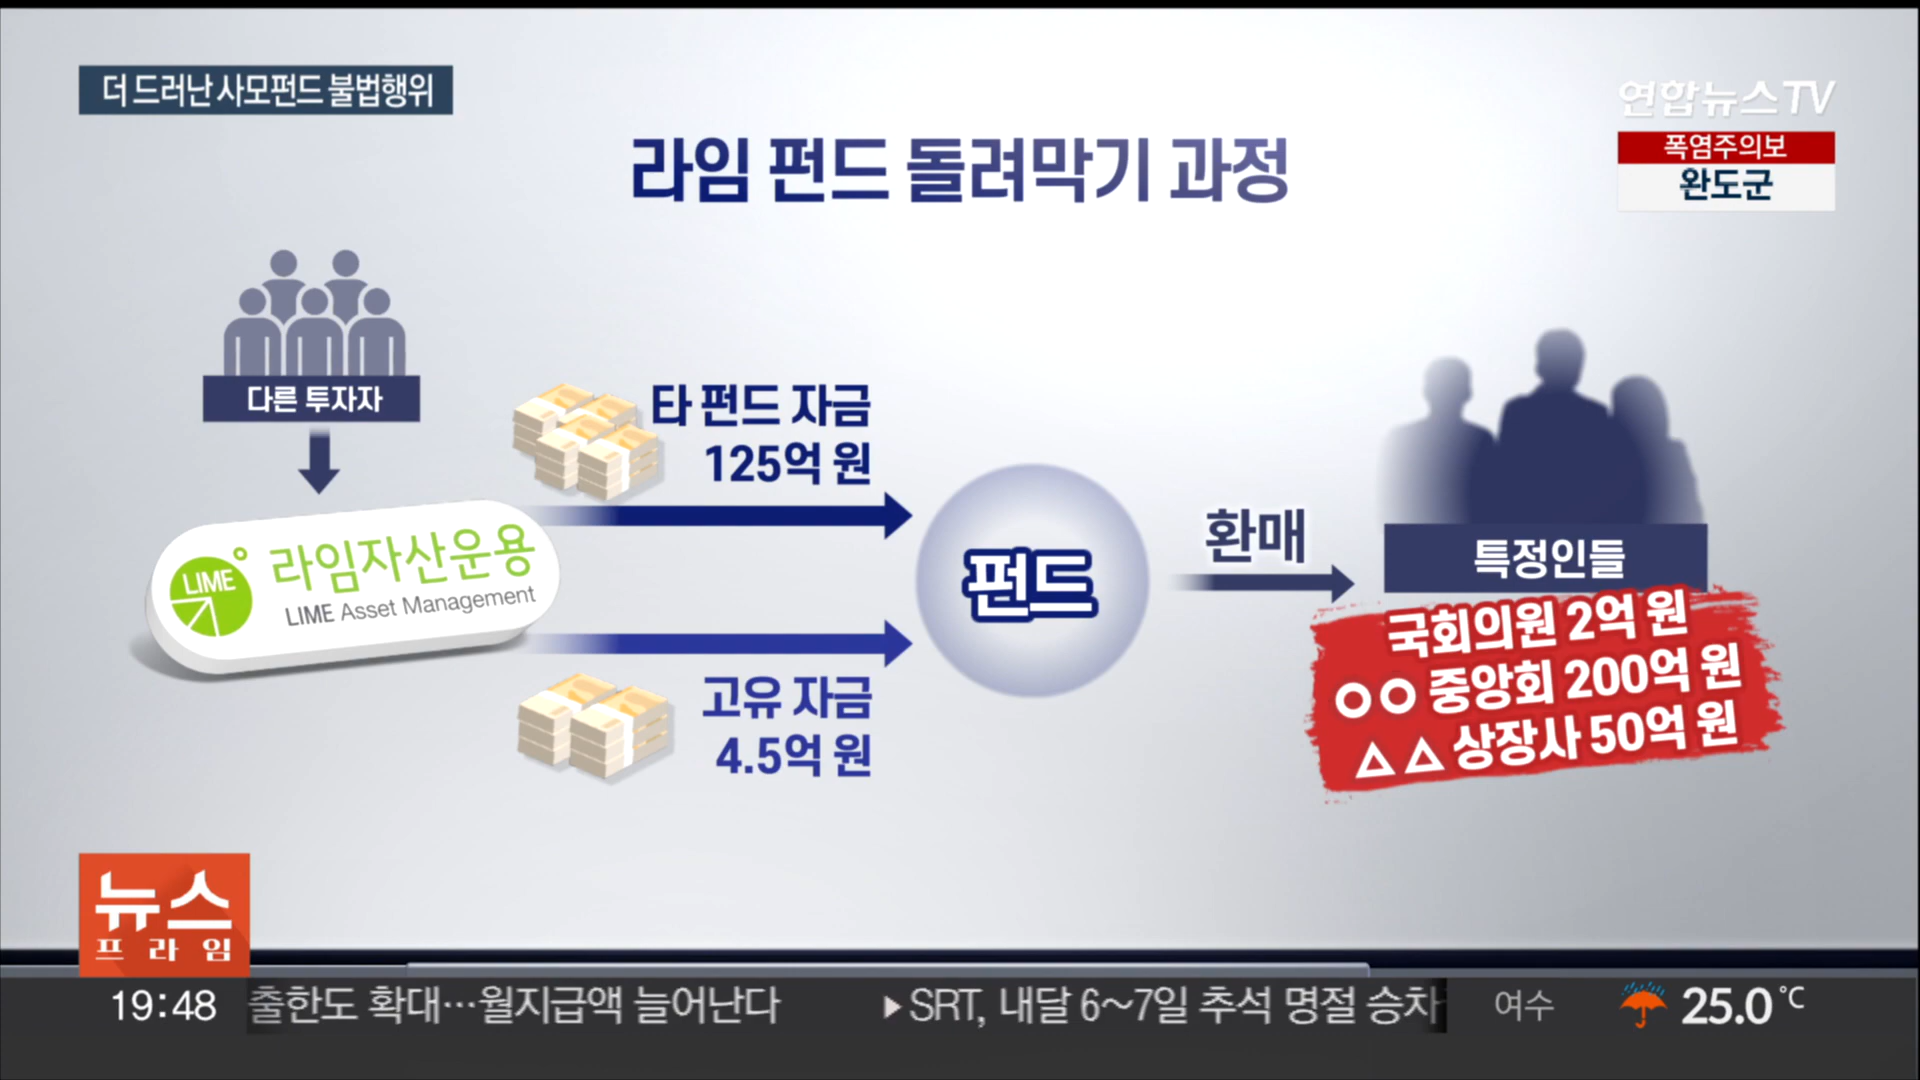 더 드러난 사모펀드 불법행위
연합뉴스TV
폭염주의보
완도군
라임 펀드 돌려막기 과정
다른 투자자
타 펀드 자금
125억 원
LIME
라임자산운용
LIME Asset Management
고유 자금
4.5억 원
펀드
환매
특정인들
국회의원 2억 원
○○ 중앙회 200억 원
△△ 상장사 50억 원
뉴스
프라임
19:48
출한도 확대…월지급액 늘어난다
▶SRT, 내달 6~7일 추석 명절 승차
여수
25.0℃